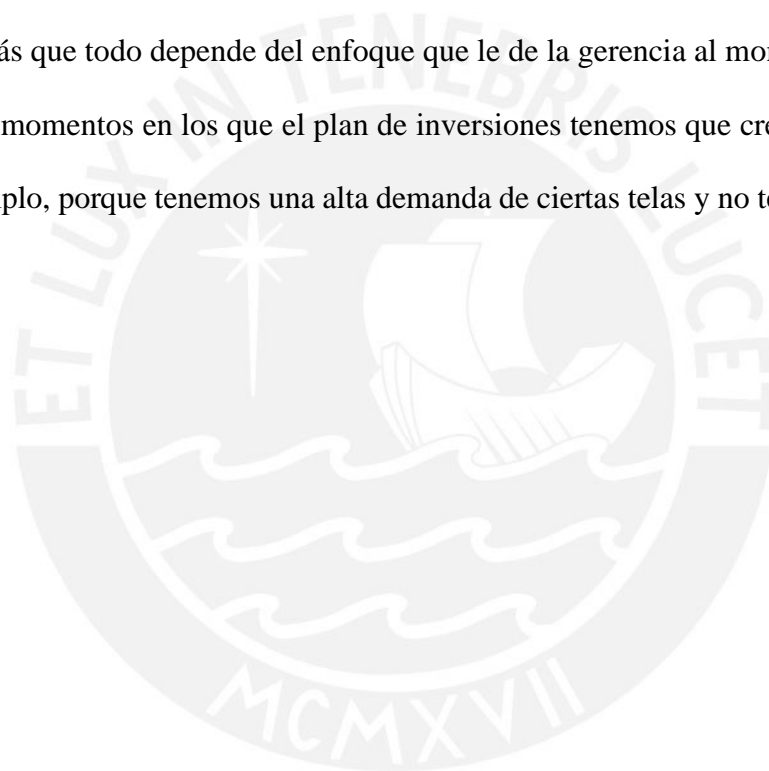 ás que todo depende del enfoque que le de la gerencia al mo
momentos en los que el plan de inversiones tenemos que cre
plo, porque tenemos una alta demanda de ciertas telas y no t
ET LUX IN TENEBRIS LUCET
MCMXVII